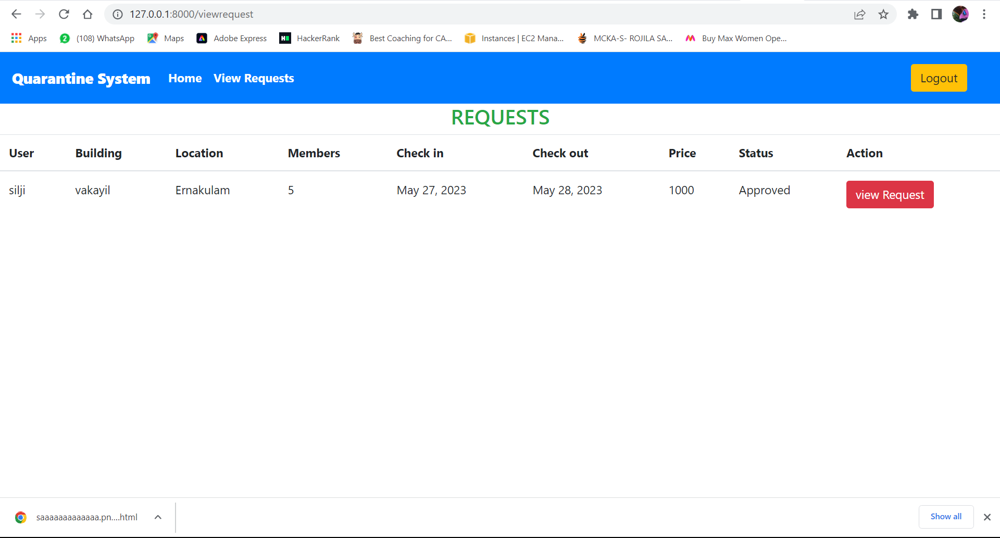 127.0.0.1:8000/viewrequest
Apps 2 (108) WhatsApp Maps Adobe Express HackerRank Best Coaching for CA... Instances | EC2 Mana... MCKA-S- ROJILA SA... Buy Max Women Ope...
Quarantine System Home View Requests Logout
REQUESTS
User Building Location Members Check in Check out Price Status Action
silji vakayil Ernakulam 5 May 27, 2023 May 28, 2023 1000 Approved view Request
saaaaaaaaaaaaaa.pn....html Show all